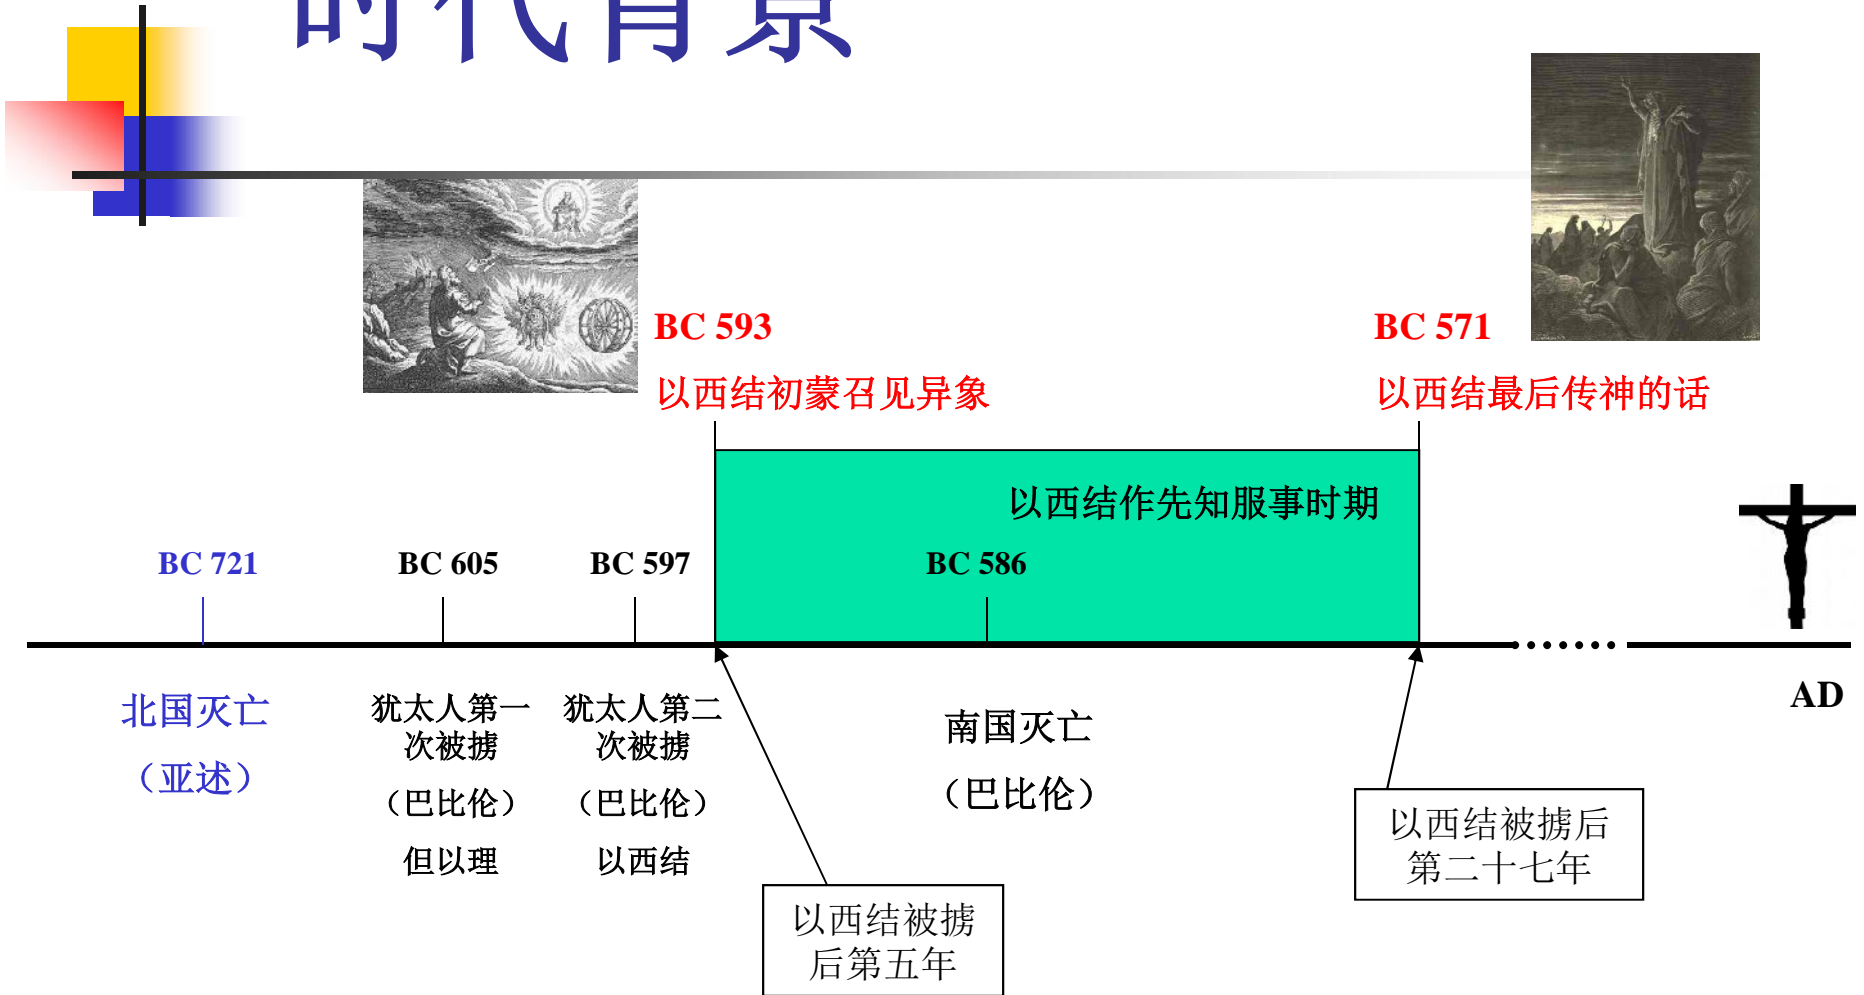 时代背景
BC 593
以西结初蒙召见异象
BC 571
以西结最后传神的话
以西结作先知服事时期
BC 721
BC 605
BC 597
BC 586
AD
北国灭亡
（亚述）
犹太人第一
次被掳
（巴比伦）
但以理
犹太人第二
次被掳
（巴比伦）
以西结
南国灭亡
（巴比伦）
以西结被掳
后第五年
以西结被掳后
第二十七年